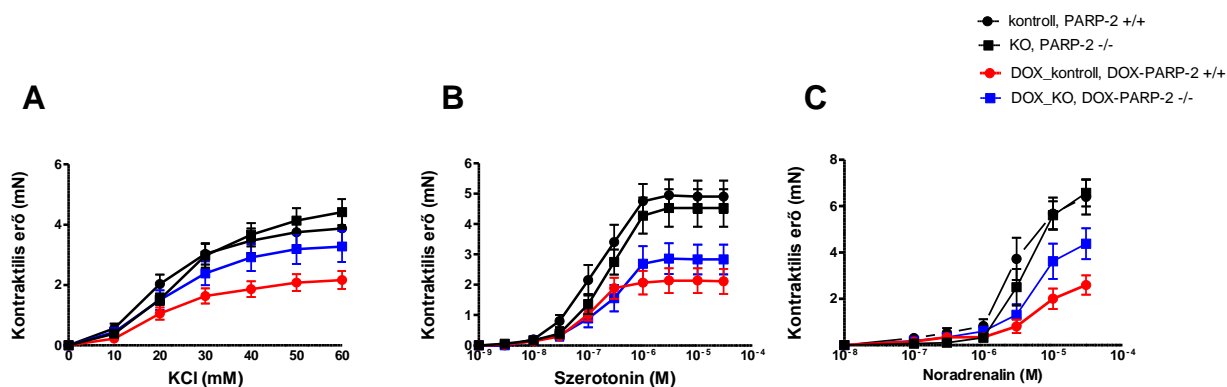 kontroll, PARP-2 +/+
KO, PARP-2 -/-
DOX_kontroll, DOX-PARP-2 +/+
DOX_KO, DOX-PARP-2 -/-
A
B
C
Kontraktilis erő (mN)
6
4
2
0
0 10 20 30 40 50 60
KCl (mM)
Kontraktilis erő (mN)
6
5
4
3
2
1
0
10⁻⁹ 10⁻⁸ 10⁻⁷ 10⁻⁶ 10⁻⁵ 10⁻⁴
Szerotonin (M)
Kontraktilis erő (mN)
8
6
4
2
0
10⁻⁸ 10⁻⁷ 10⁻⁶ 10⁻⁵ 10⁻⁴
Noradrenalin (M)